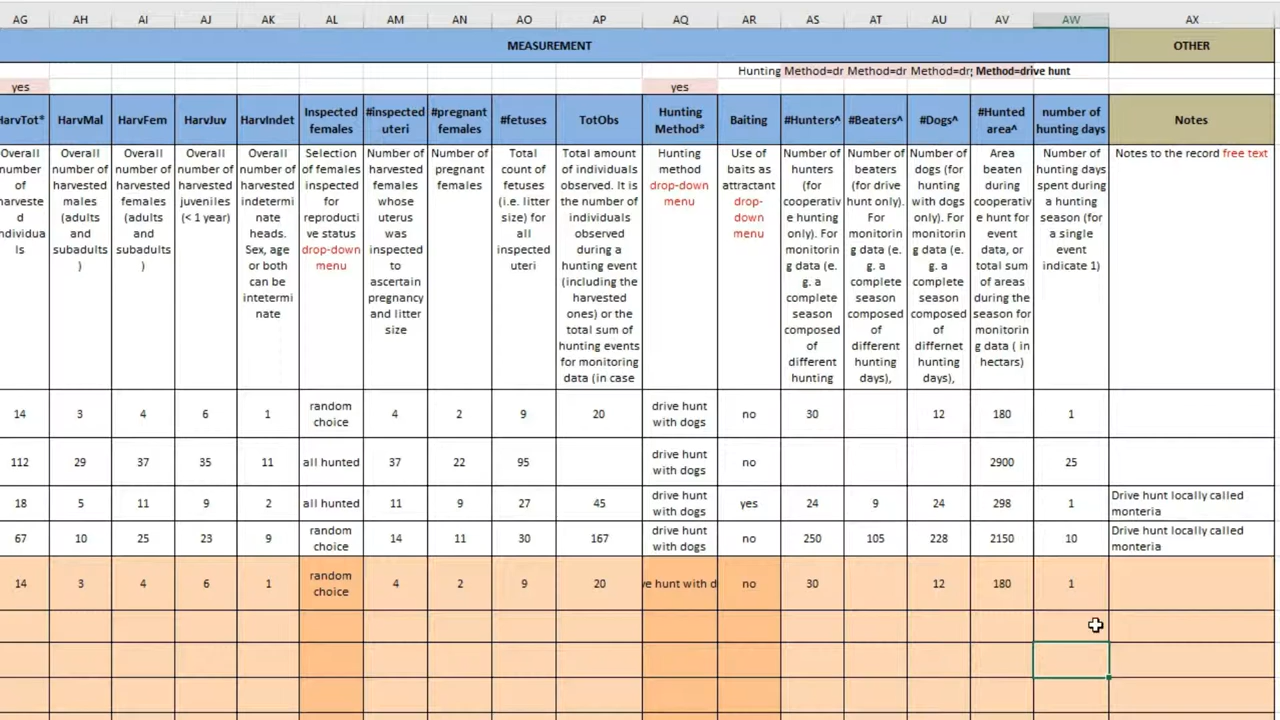 AG AH AI AJ AK AL AM AN AO AP AQ AR AS AT AU AV AW AX
MEASUREMENT OTHER
Hunting Method=dr Method=dr Method=dr; Method=drive hunt
yes yes
HarvTot* HarvMal HarvFem HarvJuv HarvIndet Inspected females #inspected uteri #pregnant females #fetuses TotObs Hunting Method* Baiting #Hunters^ #Beaters^ #Dogs^ #Hunted area^ number of hunting days Notes
Overall
number
of
harveste
d
individua
ls
Overall
number of
harvested
males
(adults
and
subadults
)
Overall
number of
harvested
females
(adults
and
subadults
)
Overall
number of
harvested
juveniles
(< 1 year)
Overall
number of
harvested
indetermi
nate
heads.
Sex, age
or both
can be
intetermi
nate
Selection
of females
inspected
for
reproducti
ve status
drop-down
menu
Number of
harvested
females
whose
uterus
was
inspected
to
ascertain
pregnancy
and litter
size
Number of
pregnant
females
Total
count of
fetuses
(i.e. litter
size) for
all
inspected
uteri
Total amount
of individuals
observed. It is
the number of
individuals
observed
during a
hunting event
(including the
harvested
ones) or the
total sum of
hunting events
for monitoring
data (in case
Hunting
method
drop-down
menu
Use of
baits as
attractant
drop-
down
menu
Number of
hunters
(for
cooperativ
e hunting
only). For
monitorin
g data (e.
g. a
complete
season
composed
of
different
hunting
Number of
beaters
(for drive
hunt only).
For
monitorin
g data (e.
g. a
complete
season
composed
of
different
hunting
days),
Number of
dogs (for
hunting
with dogs
only). For
monitorin
g data (e.
g. a
complete
season
composed
of
differnet
hunting
days),
Area
beaten
during
cooperativ
e hunt for
event
data, or
total sum
of areas
during the
season for
monitorin
g data ( in
hectars)
Number of
hunting days
spent during
a hunting
season (for
a single
event
indicate 1)
Notes to the record free text
14 3 4 6 1 random choice 4 2 9 20 drive hunt with dogs no 30 12 180 1
112 29 37 35 11 all hunted 37 22 95 drive hunt with dogs no 2900 25
18 5 11 9 2 all hunted 11 9 27 45 drive hunt with dogs yes 24 9 24 298 1 Drive hunt locally called monteria
67 10 25 23 9 random choice 14 11 30 167 drive hunt with dogs no 250 105 228 2150 10 Drive hunt locally called monteria
14 3 4 6 1 random choice 4 2 9 20 ve hunt with d no 30 12 180 1